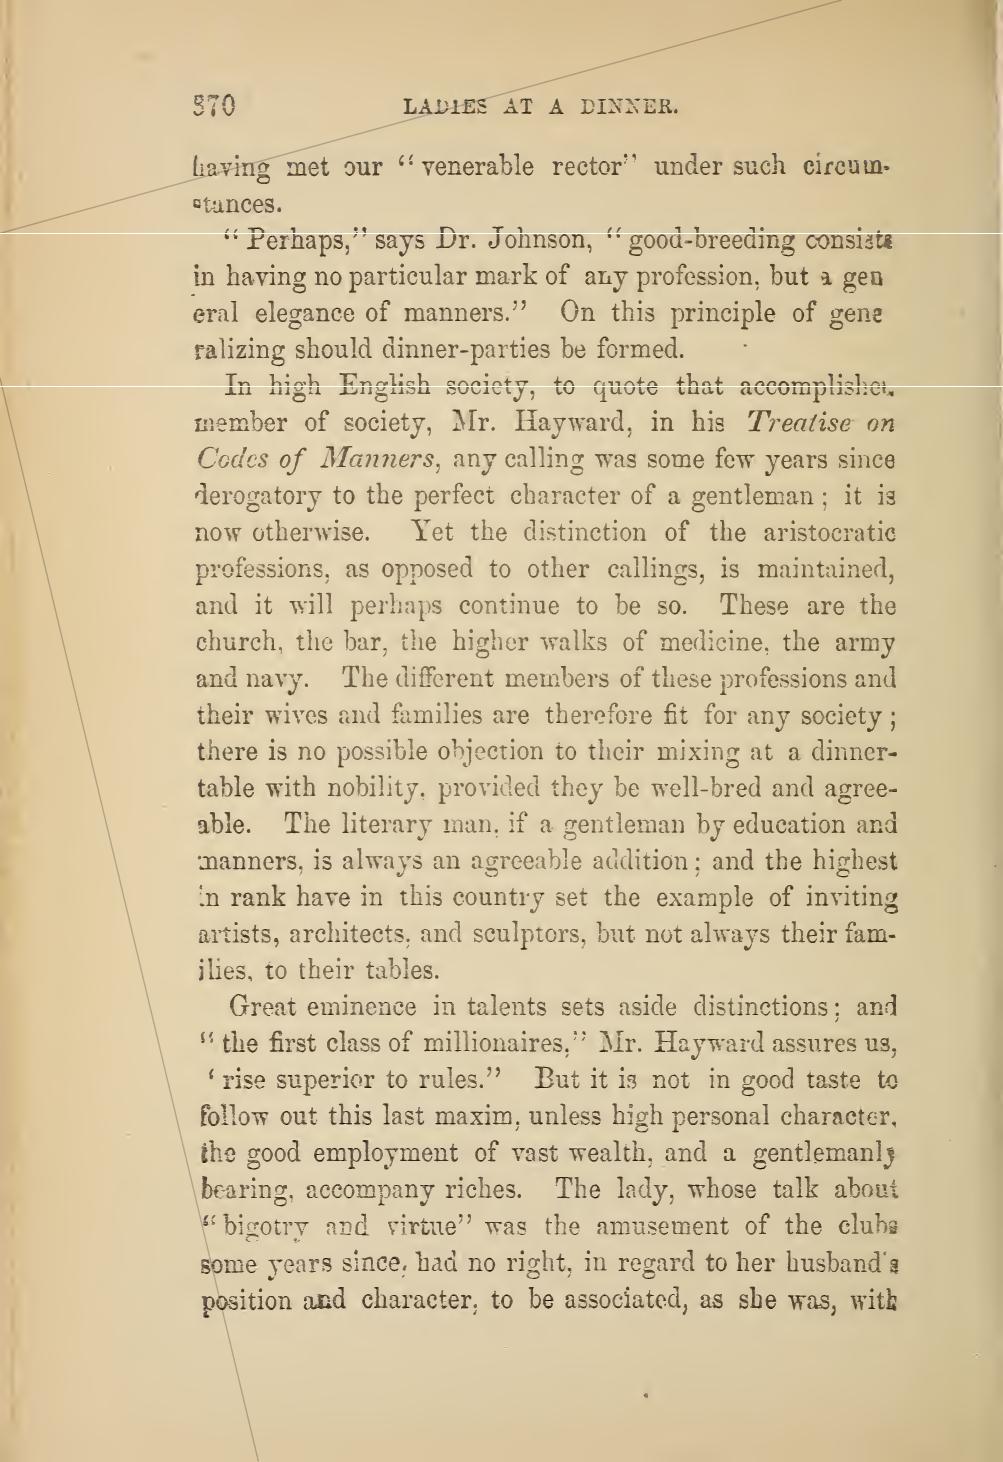 370 LADIES AT A DINNER.
having met our “venerable rector” under such circum-
stances.
“Perhaps,” says Dr. Johnson, “good-breeding consists
in having no particular mark of any profession, but a gen
eral elegance of manners.” On this principle of gene
ralizing should dinner-parties be formed.
In high English society, to quote that accomplished
member of society, Mr. Hayward, in his Treatise on
Codes of Manners, any calling was some few years since
derogatory to the perfect character of a gentleman; it is
now otherwise. Yet the distinction of the aristocratic
professions, as opposed to other callings, is maintained,
and it will perhaps continue to be so. These are the
church, the bar, the higher walks of medicine, the army
and navy. The different members of these professions and
their wives and families are therefore fit for any society;
there is no possible objection to their mixing at a dinner-
table with nobility, provided they be well-bred and agree-
able. The literary man, if a gentleman by education and
manners, is always an agreeable addition; and the highest
in rank have in this country set the example of inviting
artists, architects, and sculptors, but not always their fam-
ilies, to their tables.
Great eminence in talents sets aside distinctions; and
“the first class of millionaires,” Mr. Hayward assures us,
‘rise superior to rules.” But it is not in good taste to
follow out this last maxim, unless high personal character,
the good employment of vast wealth, and a gentlemanly
bearing, accompany riches. The lady, whose talk about
“bigotry and virtue” was the amusement of the clubs
some years since, had no right, in regard to her husband's
position and character, to be associated, as she was, with